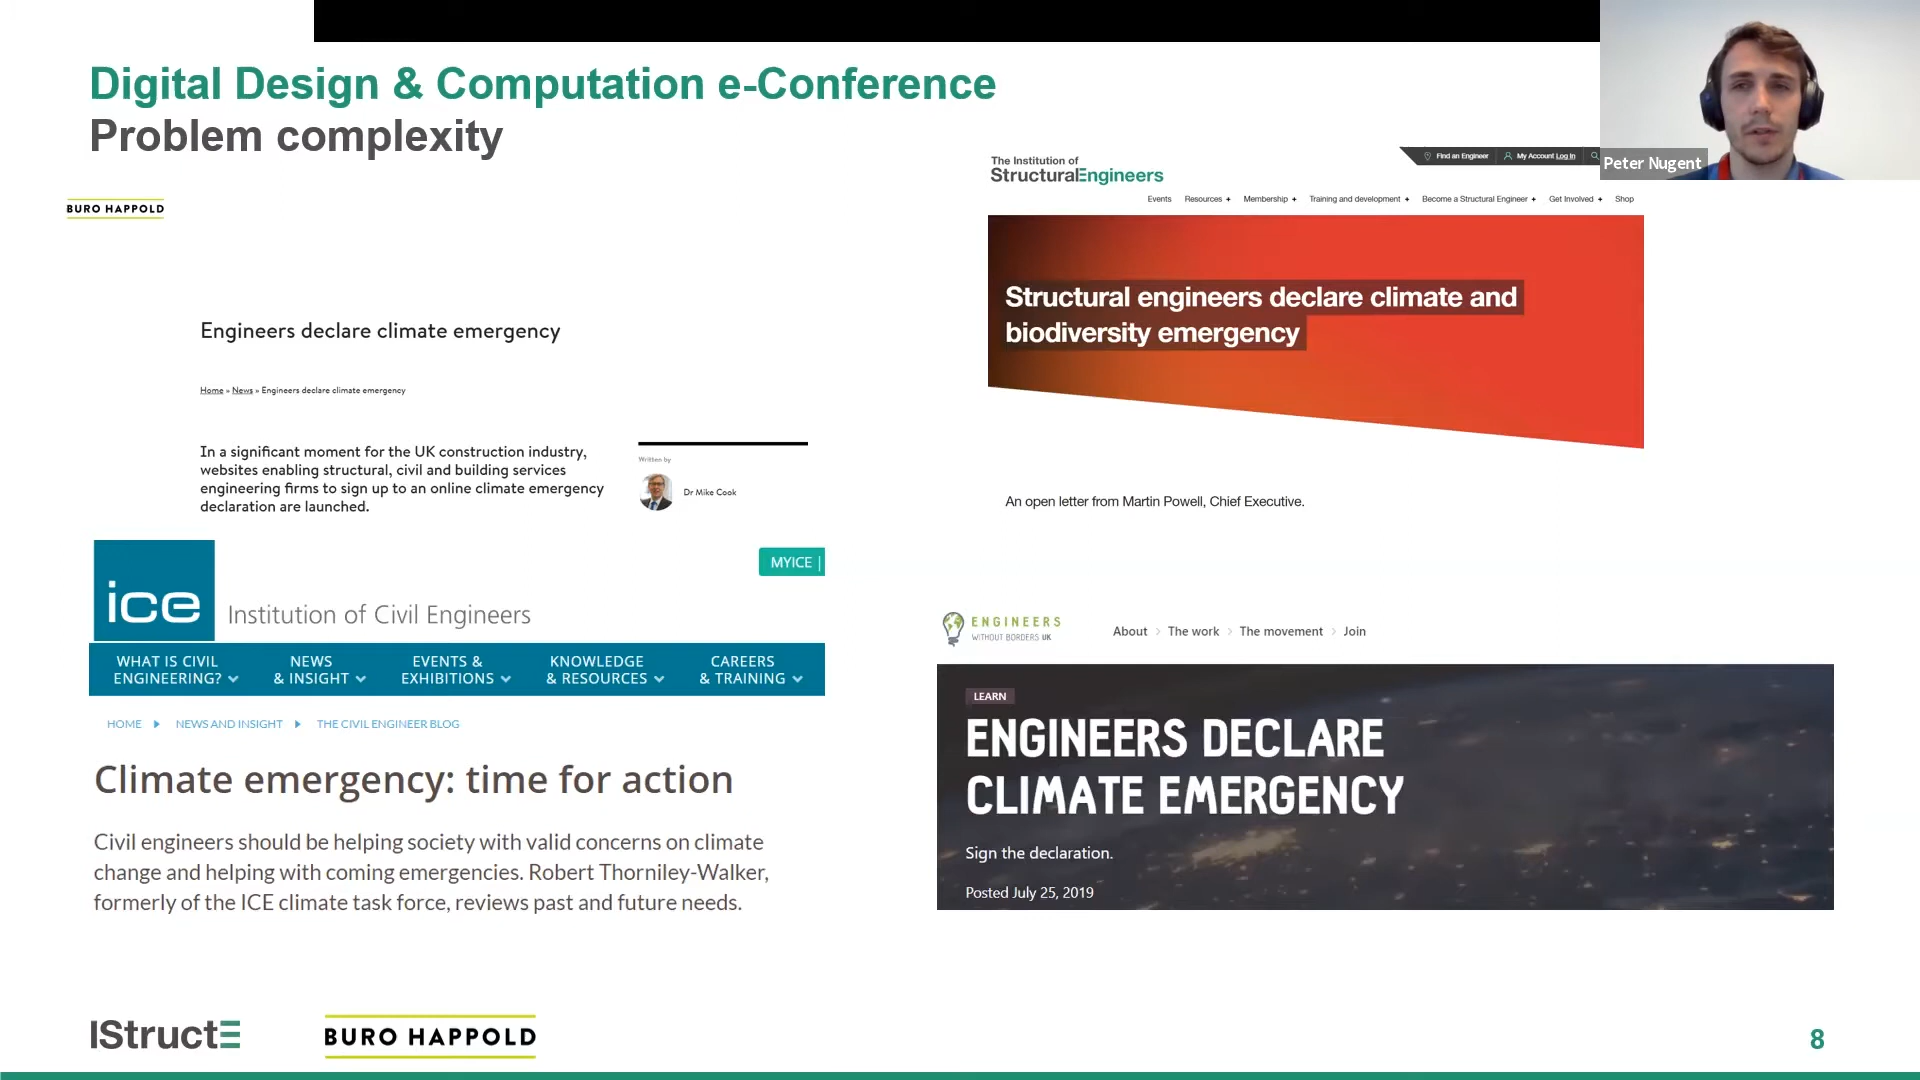 Digital Design & Computation e-Conference
Problem complexity
Peter Nugent
BURO HAPPOLD
Engineers declare climate emergency
Home » News » Engineers declare climate emergency
In a significant moment for the UK construction industry,
websites enabling structural, civil and building services
engineering firms to sign up to an online climate emergency
declaration are launched.
Written by
Dr Mike Cook
The Institution of
StructuralEngineers
Find an Engineer
My Account Log In
Events Resources + Membership + Training and development + Become a Structural Engineer + Get Involved + Shop
Structural engineers declare climate and
biodiversity emergency
An open letter from Martin Powell, Chief Executive.
MYICE |
ice
Institution of Civil Engineers
WHAT IS CIVIL
ENGINEERING?
NEWS
& INSIGHT
EVENTS &
EXHIBITIONS
KNOWLEDGE
& RESOURCES
CAREERS
& TRAINING
HOME NEWS AND INSIGHT THE CIVIL ENGINEER BLOG
Climate emergency: time for action
Civil engineers should be helping society with valid concerns on climate
change and helping with coming emergencies. Robert Thorniley-Walker,
formerly of the ICE climate task force, reviews past and future needs.
ENGINEERS
WITHOUT BORDERS UK
About The work The movement Join
LEARN
ENGINEERS DECLARE
CLIMATE EMERGENCY
Sign the declaration.
Posted July 25, 2019
IStructE
BURO HAPPOLD
8